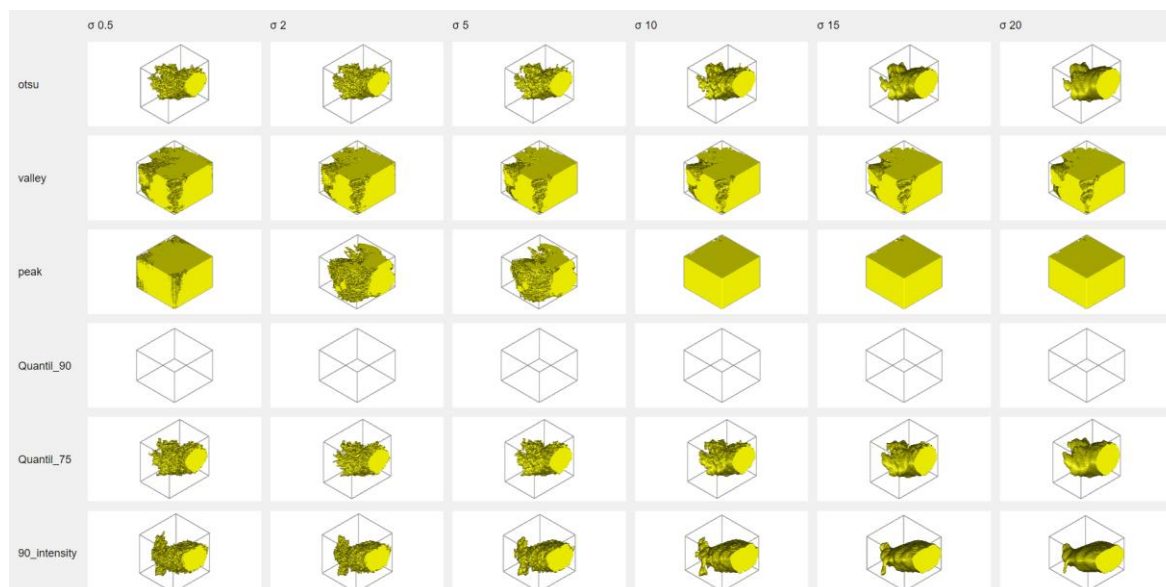 σ 0.5 σ 2 σ 5 σ 10 σ 15 σ 20
otsu
valley
peak
Quantil_90
Quantil_75
90_intensity